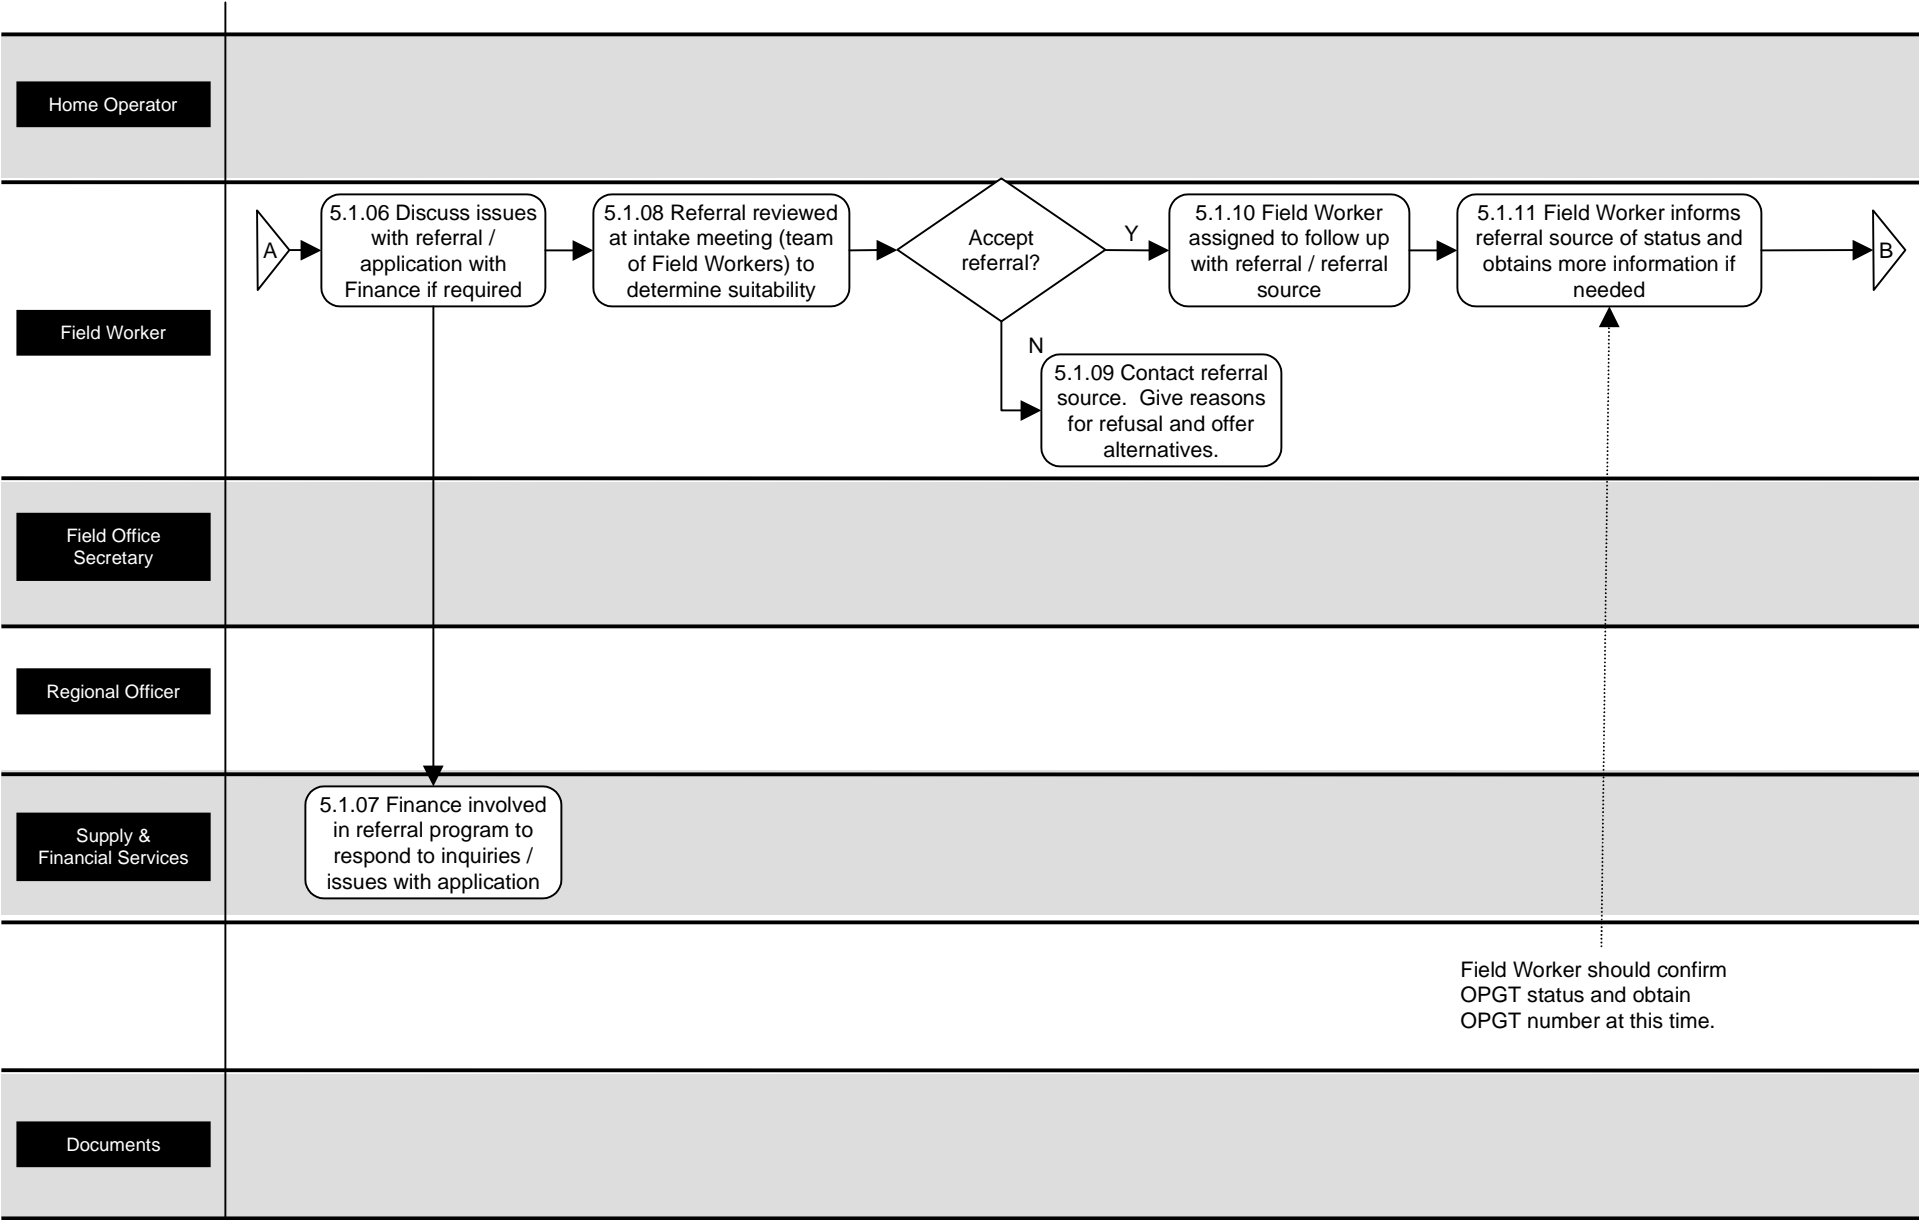 Home Operator
Field Worker
A
5.1.06 Discuss issues
with referral /
application with
Finance if required
5.1.08 Referral reviewed
at intake meeting (team
of Field Workers) to
determine suitability
Accept
referral?
Y
5.1.10 Field Worker
assigned to follow up
with referral / referral
source
5.1.11 Field Worker informs
referral source of status and
obtains more information if
needed
B
N
5.1.09 Contact referral
source.  Give reasons
for refusal and offer
alternatives.
Field Office
Secretary
Regional Officer
Supply &
Financial Services
5.1.07 Finance involved
in referral program to
respond to inquiries /
issues with application
Field Worker should confirm
OPGT status and obtain
OPGT number at this time.
Documents